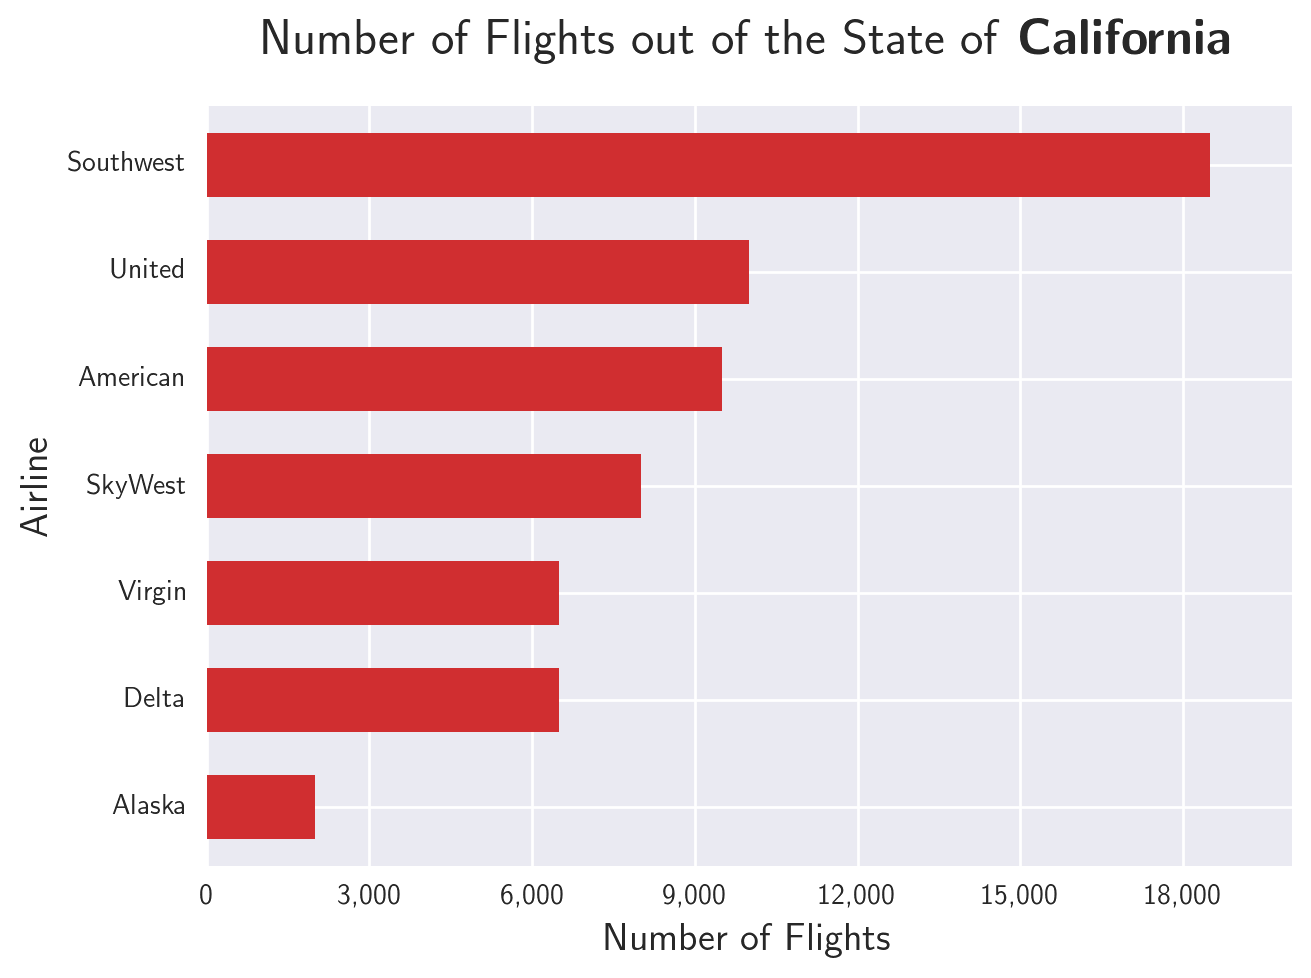 Number of Flights out of the State of California
Southwest
United
American
SkyWest
Virgin
Delta
Alaska
Airline
0 3,000 6,000 9,000 12,000 15,000 18,000
Number of Flights